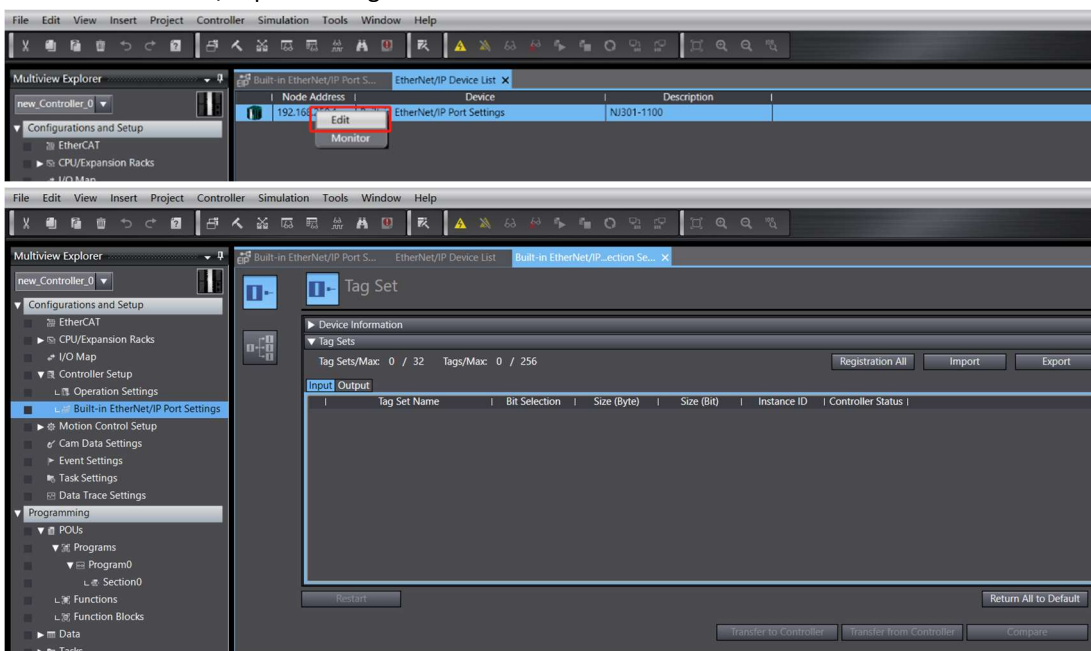 File Edit View Insert Project Controller Simulation Tools Window Help
Multiview Explorer
Built-in EtherNet/IP Port S... EtherNet/IP Device List
new_Controller_0
Node Address Device Description
192.168 EtherNet/IP Port Settings NJ301-1100
Edit
Monitor
Configurations and Setup
EtherCAT
CPU/Expansion Racks
I/O Map
File Edit View Insert Project Controller Simulation Tools Window Help
Multiview Explorer
Built-in EtherNet/IP Port S... EtherNet/IP Device List Built-in EtherNet/IP...ection Se...
new_Controller_0
Tag Set
Configurations and Setup
EtherCAT
CPU/Expansion Racks
I/O Map
Controller Setup
Operation Settings
Built-in EtherNet/IP Port Settings
Motion Control Setup
Cam Data Settings
Event Settings
Task Settings
Data Trace Settings
Programming
POUs
Programs
Program0
Section0
Functions
Function Blocks
Data
Tasks
Device Information
Tag Sets
Tag Sets/Max: 0 / 32 Tags/Max: 0 / 256 Registration All Import Export
Input Output
Tag Set Name Bit Selection Size (Byte) Size (Bit) Instance ID Controller Status
Restart Return All to Default
Transfer to Controller Transfer from Controller Compare